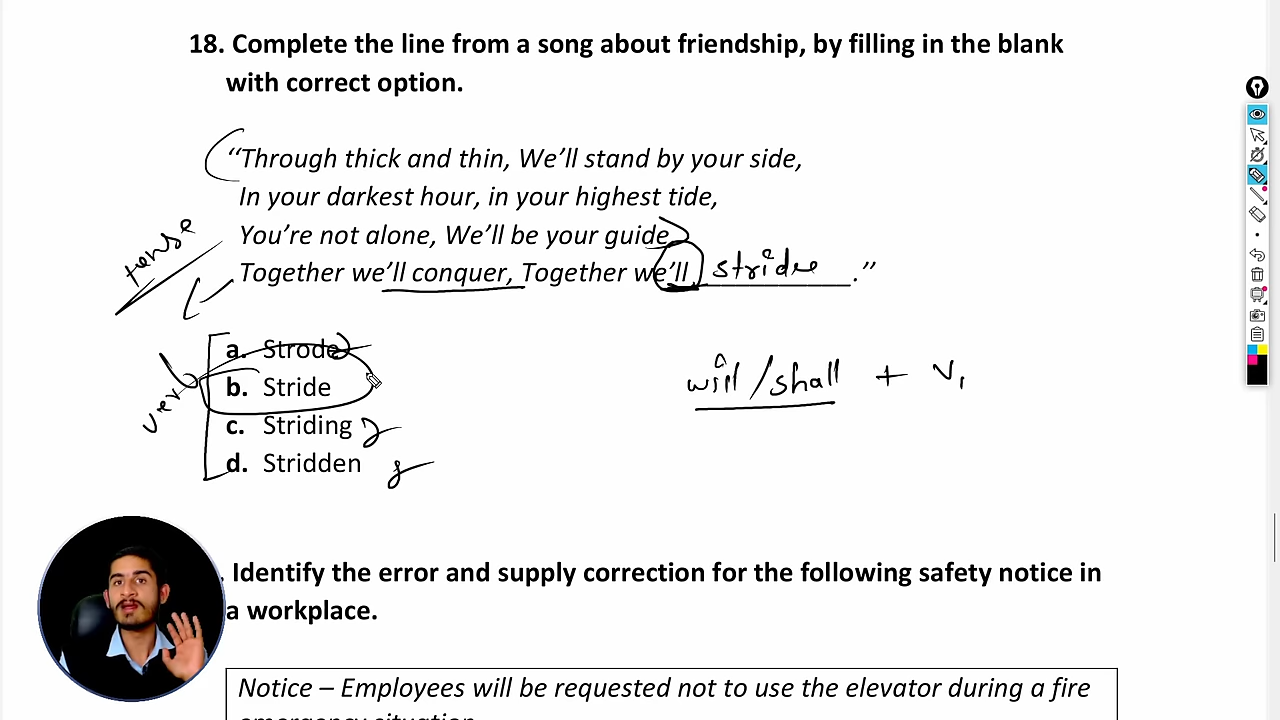 18. Complete the line from a song about friendship, by filling in the blank
with correct option.
“Through thick and thin, We’ll stand by your side,
In your darkest hour, in your highest tide,
You’re not alone, We’ll be your guide
Together we’ll conquer, Together we’ll stride.”
tense
a. Strode
b. Stride
c. Striding
d. Stridden
verb
will/shall + V1
. Identify the error and supply correction for the following safety notice in
a workplace.
Notice – Employees will be requested not to use the elevator during a fire
emergency situation